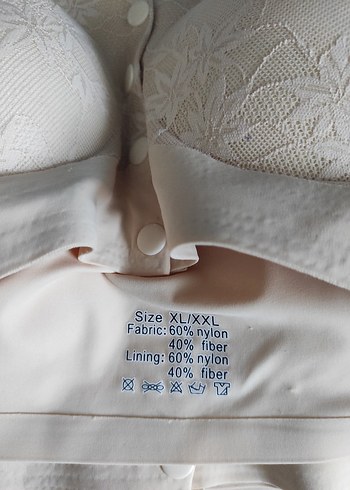 Size XL/XXL
Fabric: 60% nylon
40% fiber
Lining: 60% nylon
40% fiber